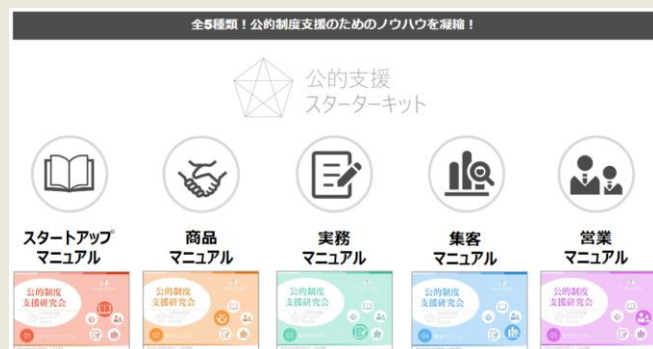 全5種類！公的制度支援のためのノウハウを凝縮！
公的支援
スターターキット
スタートアップ
マニュアル
商品
マニュアル
実務
マニュアル
集客
マニュアル
営業
マニュアル
公的制度
支援研究会
01
公的制度
支援研究会
02
公的制度
支援研究会
03
公的制度
支援研究会
04
公的制度
支援研究会
05